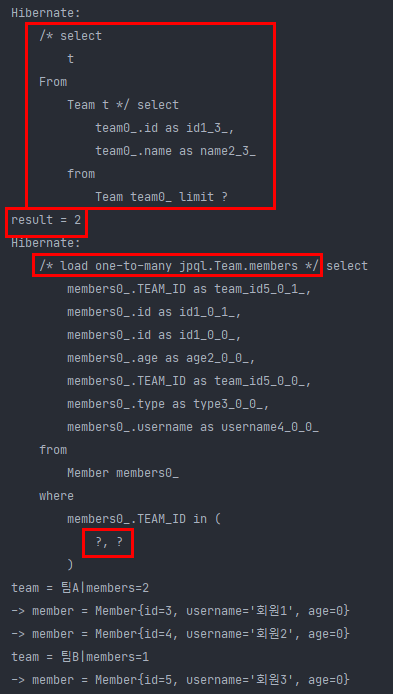 Hibernate:
/* select
t
From
Team t */ select
team0_.id as id1_3_,
team0_.name as name2_3_
from
Team team0_ limit ?
result = 2
Hibernate:
/* load one-to-many jpql.Team.members */ select
members0_.TEAM_ID as team_id5_0_1_,
members0_.id as id1_0_1_,
members0_.id as id1_0_0_,
members0_.age as age2_0_0_,
members0_.TEAM_ID as team_id5_0_0_,
members0_.type as type3_0_0_,
members0_.username as username4_0_0_
from
Member members0_
where
members0_.TEAM_ID in (
?, ?
)
team = 팀A|members=2
-> member = Member{id=3, username='회원1', age=0}
-> member = Member{id=4, username='회원2', age=0}
team = 팀B|members=1
-> member = Member{id=5, username='회원3', age=0}